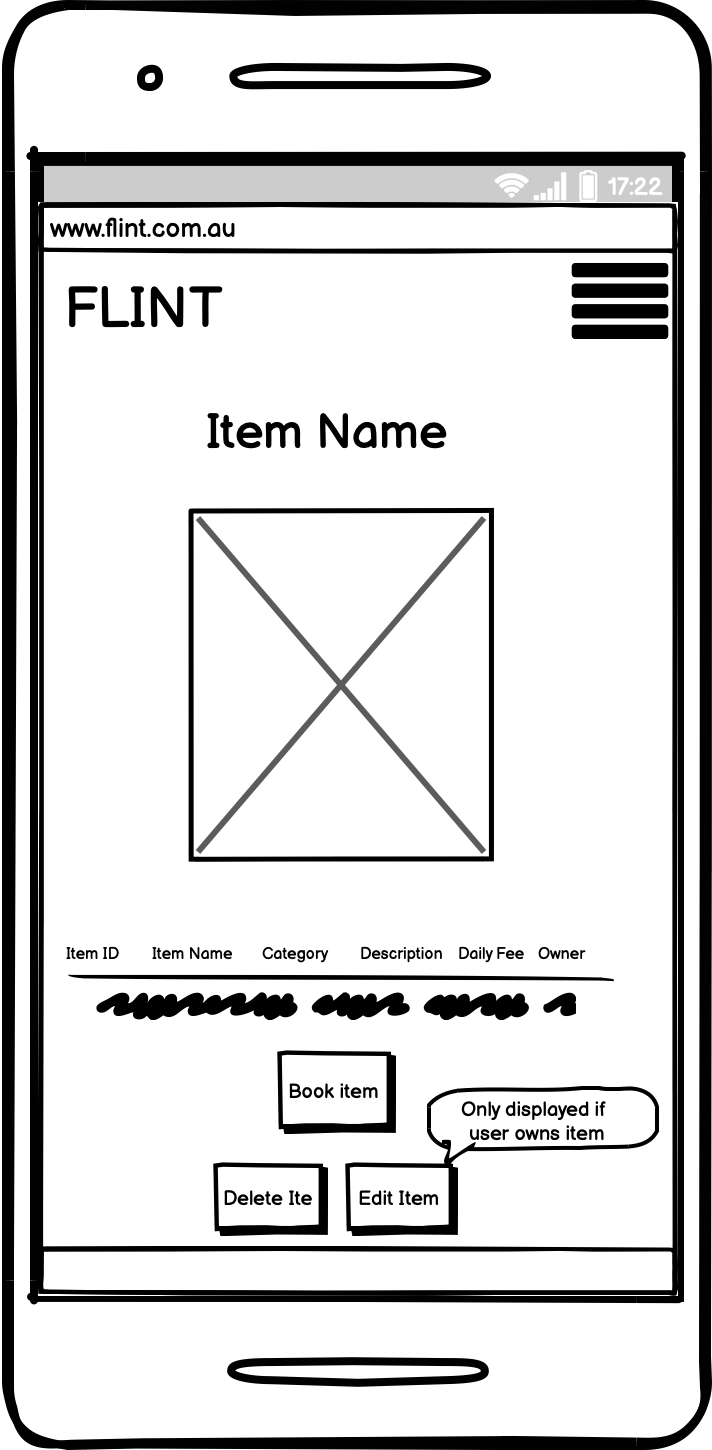 17:22
www.flint.com.au
FLINT
Item Name
Item ID Item Name Category Description Daily Fee Owner
Book item
Only displayed if
user owns item
Delete Ite
Edit Item